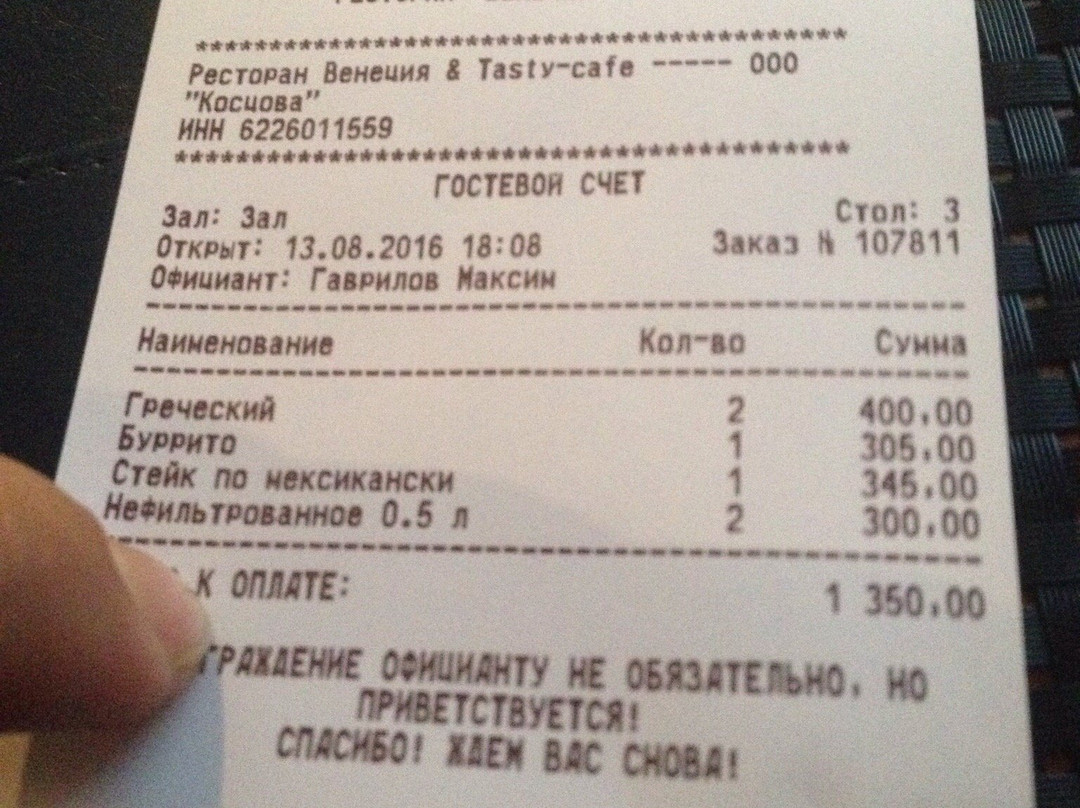 ******************************************
Ресторан Венеция & Tasty-cafe ----- ООО
"Косцова"
ИНН 6226011559
******************************************
ГОСТЕВОЙ СЧЕТ
Зал: Зал Стол: 3
Открыт: 13.08.2016 18:08 Заказ № 107811
Официант: Гаврилов Максим
Наименование Кол-во Сумма
Греческий 2 400.00
Буррито 1 305.00
Стейк по мексикански 1 345.00
Нефильтрованное 0.5 л 2 300.00
К ОПЛАТЕ: 1 350.00
ГРАЖДЕНИЕ ОФИЦИАНТУ НЕ ОБЯЗАТЕЛЬНО, НО
ПРИВЕТСТВУЕТСЯ!
СПАСИБО! ЖДЕМ ВАС СНОВА!